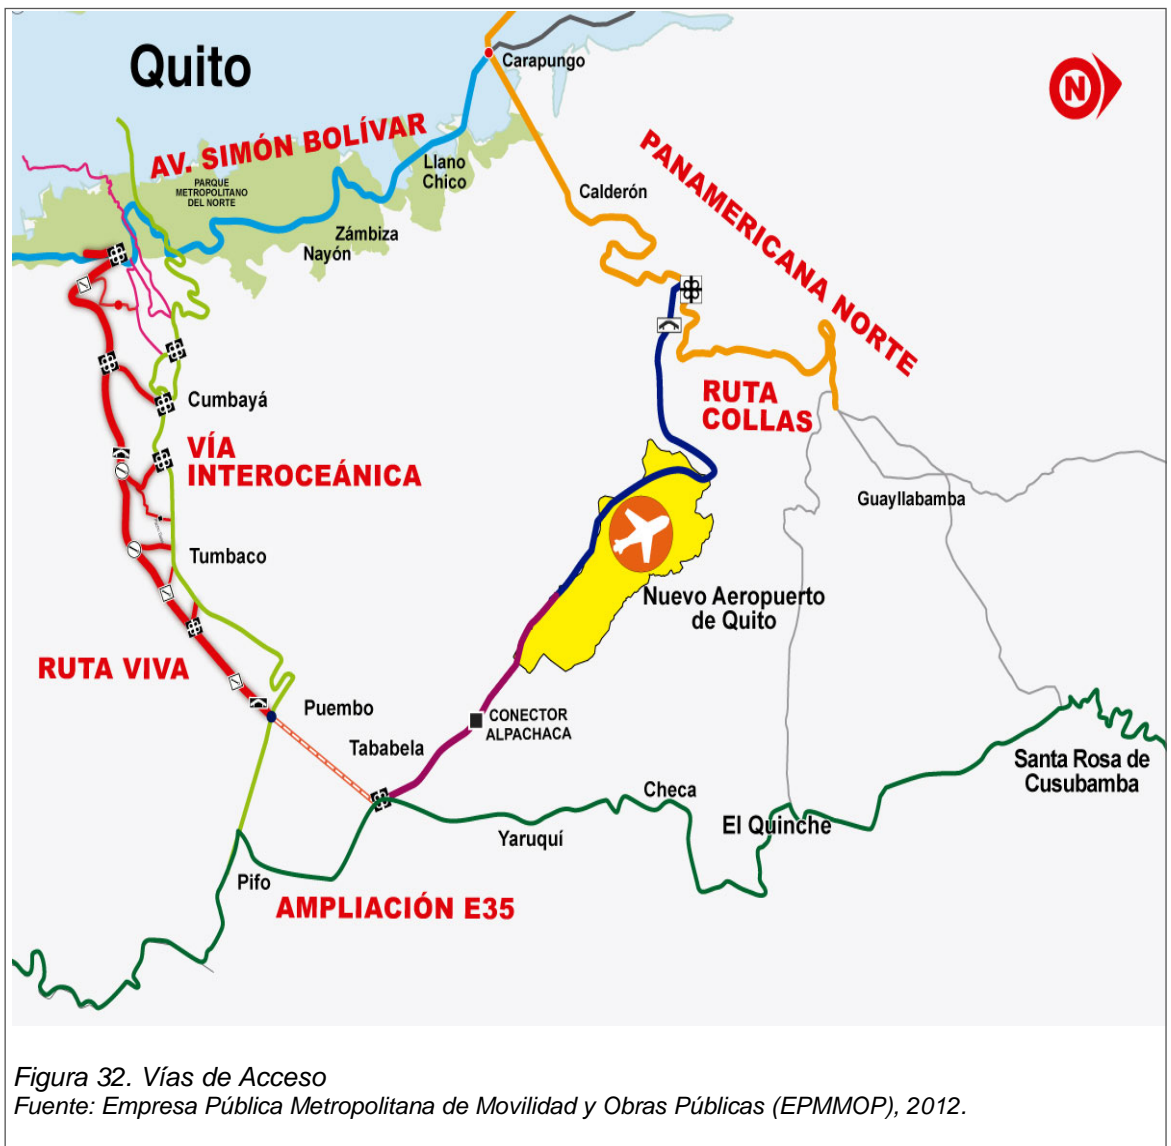 Quito
Carapungo
N
AV. SIMÓN BOLÍVAR
PANAMERICANA NORTE
Llano
Chico
PARQUE
METROPOLITANO
DEL NORTE
Calderón
Zámbiza
Nayón
RUTA
COLLAS
Cumbayá
VÍA
INTEROCEÁNICA
Guayllabamba
Tumbaco
Nuevo Aeropuerto
de Quito
RUTA VIVA
Puembo
CONECTOR
ALPACHACA
Tababela
Santa Rosa de
Cusubamba
Checa
El Quinche
Yaruquí
Pifo
AMPLIACIÓN E35
Figura 32. Vías de Acceso
Fuente: Empresa Pública Metropolitana de Movilidad y Obras Públicas (EPMMOP), 2012.